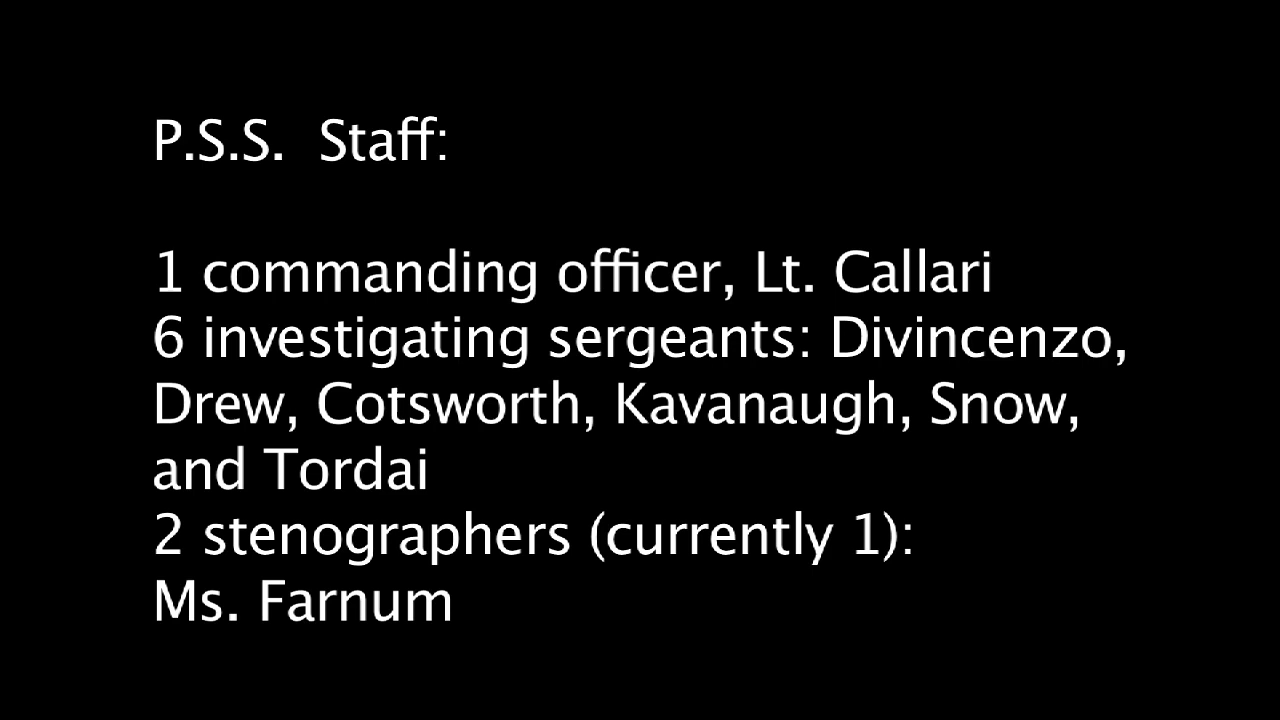 P.S.S.  Staff:
1 commanding officer, Lt. Callari
6 investigating sergeants: Divincenzo,
Drew, Cotsworth, Kavanaugh, Snow,
and Tordai
2 stenographers (currently 1):
Ms. Farnum